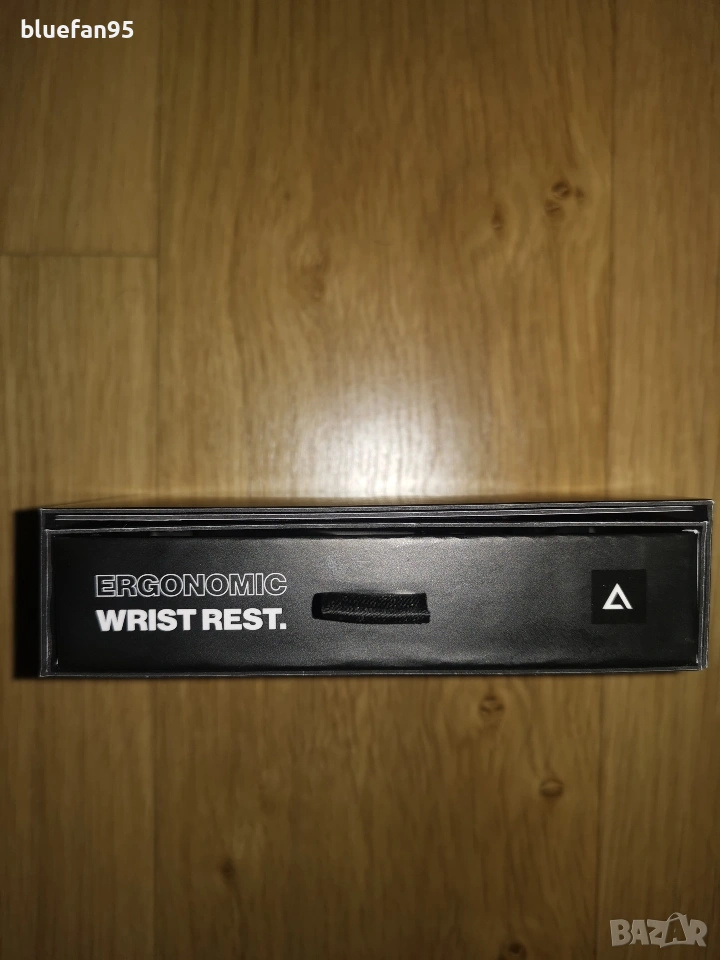 bluefan95
ERGONOMIC
WRIST REST.
BAZAR